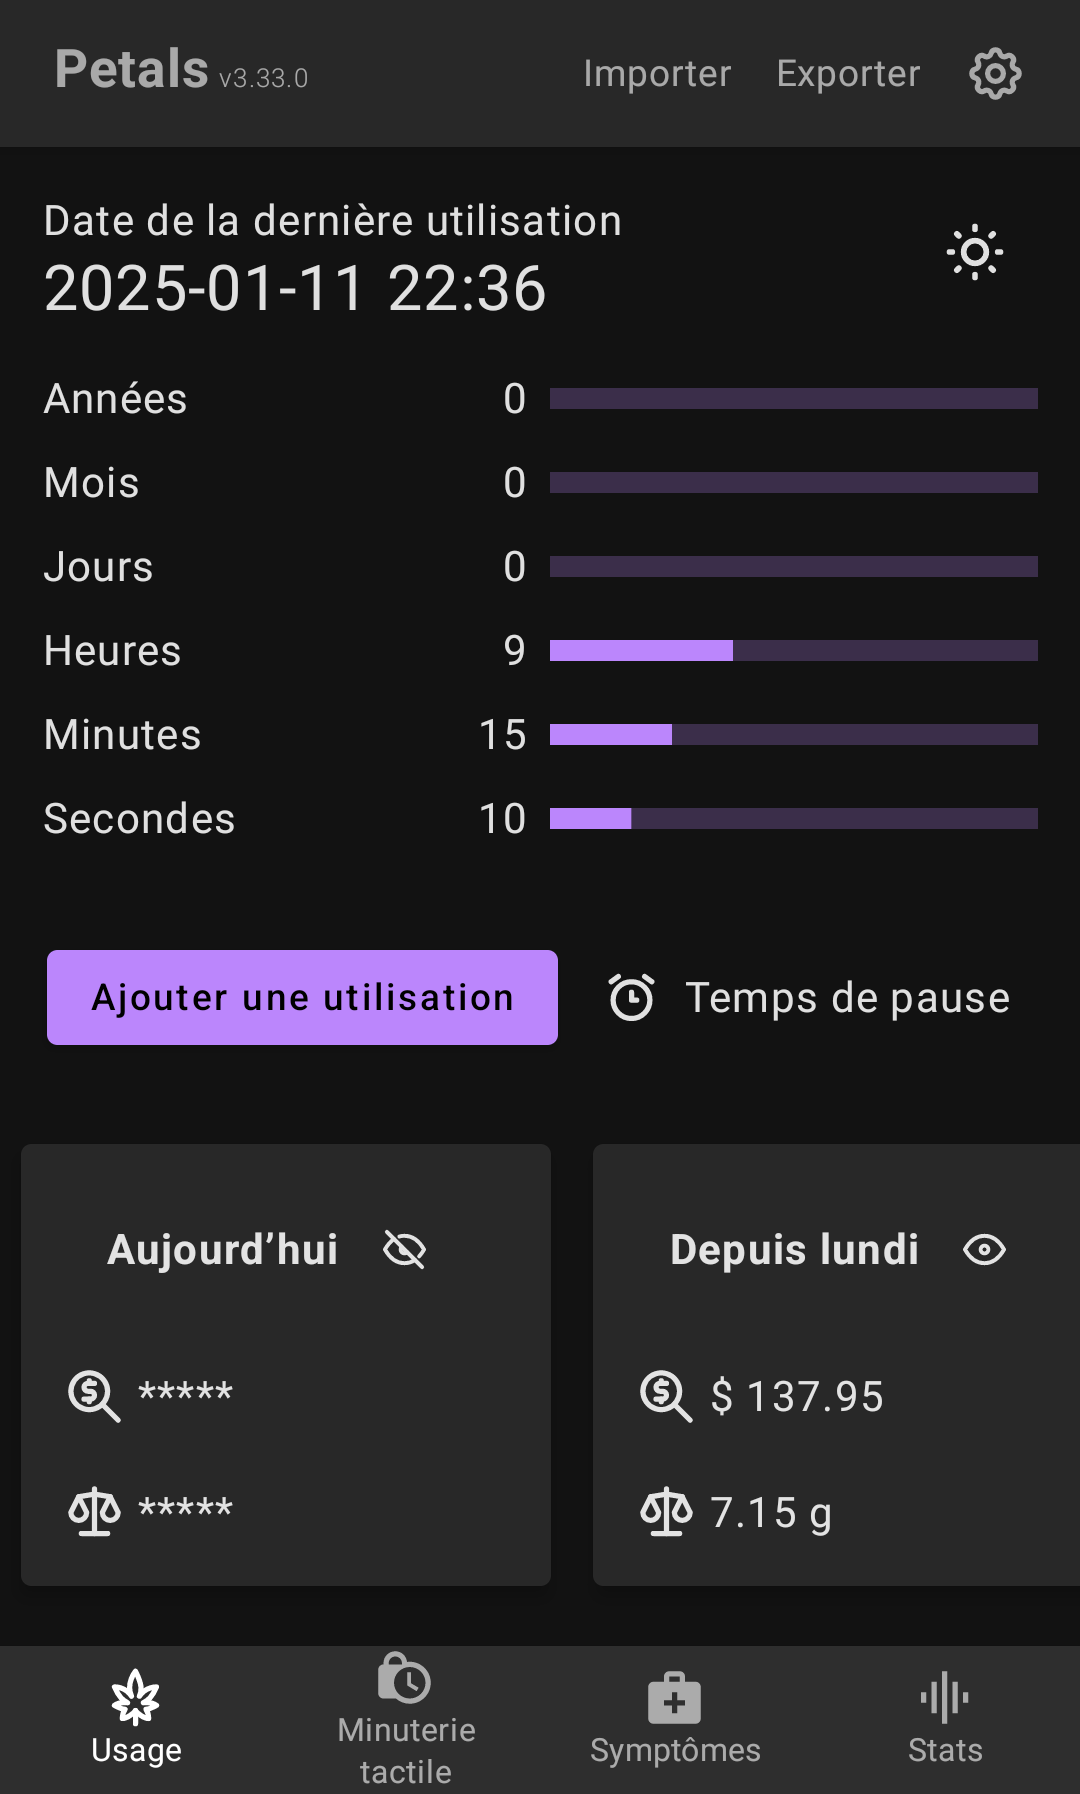 Petals v3.33.0 Importer Exporter
Date de la dernière utilisation
2025-01-11 22:36
Années 0
Mois 0
Jours 0
Heures 9
Minutes 15
Secondes 10
Ajouter une utilisation Temps de pause
Aujourd’hui Depuis lundi
***** $ 137.95
***** 7.15 g
Usage Minuterie tactile Symptômes Stats